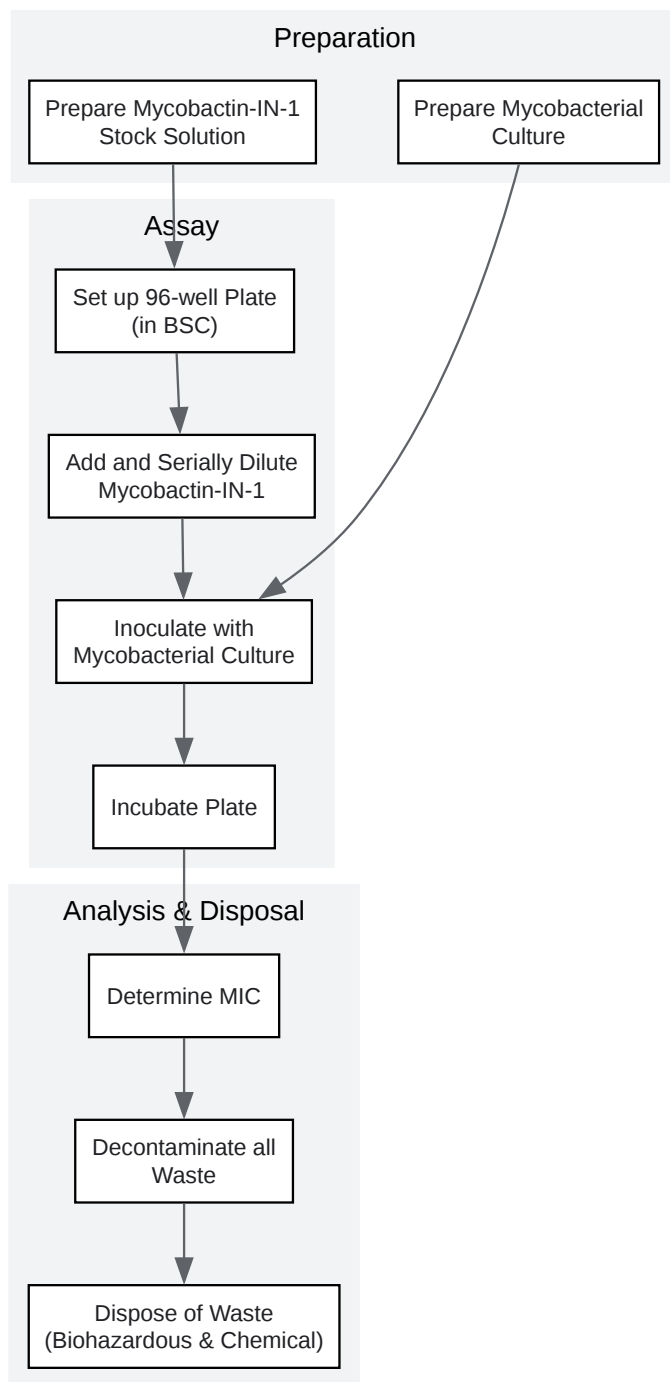 Preparation
Prepare Mycobactin-IN-1
Stock Solution
Prepare Mycobacterial
Culture
Assay
Set up 96-well Plate
(in BSC)
Add and Serially Dilute
Mycobactin-IN-1
Inoculate with
Mycobacterial Culture
Incubate Plate
Analysis & Disposal
Determine MIC
Decontaminate all
Waste
Dispose of Waste
(Biohazardous & Chemical)